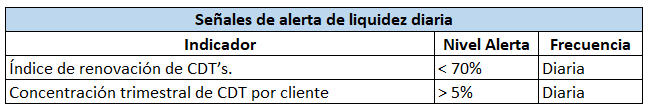 Señales de alerta de liquidez diaria
Indicador Nivel Alerta Frecuencia
Índice de renovación de CDT’s. < 70% Diaria
Concentración trimestral de CDT por cliente > 5% Diaria